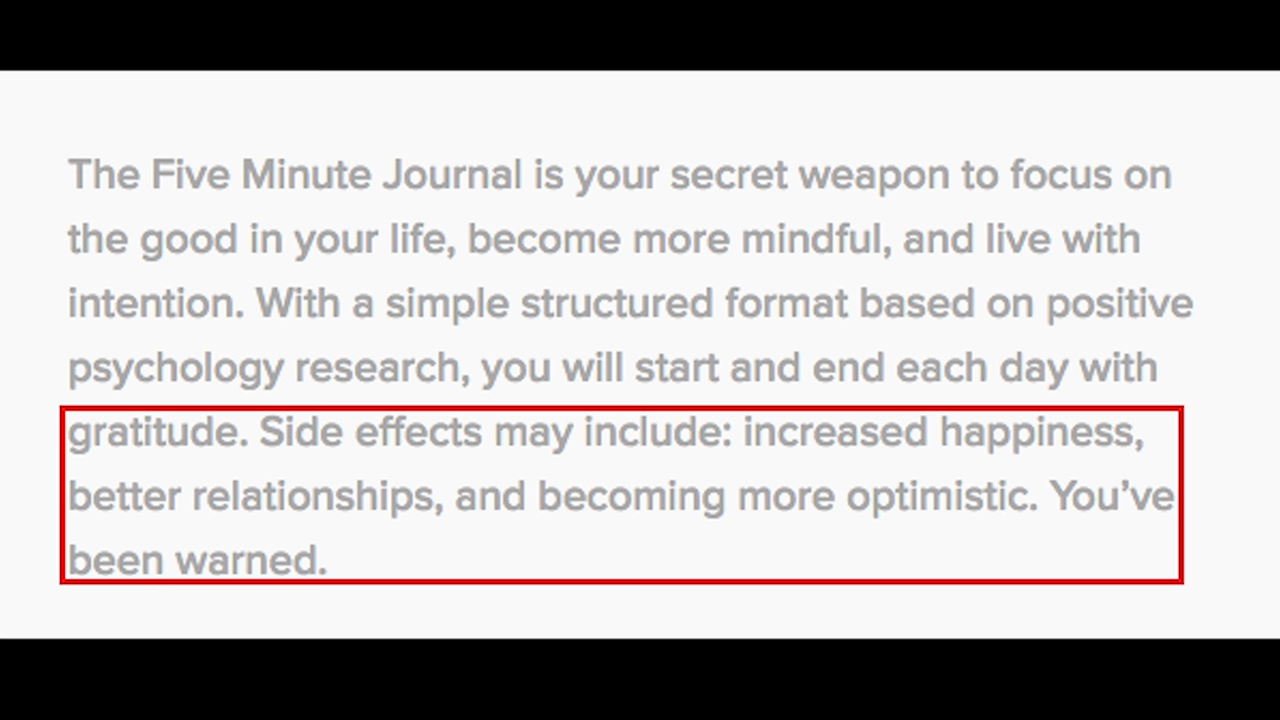 The Five Minute Journal is your secret weapon to focus on
the good in your life, become more mindful, and live with
intention. With a simple structured format based on positive
psychology research, you will start and end each day with
gratitude. Side effects may include: increased happiness,
better relationships, and becoming more optimistic. You’ve
been warned.